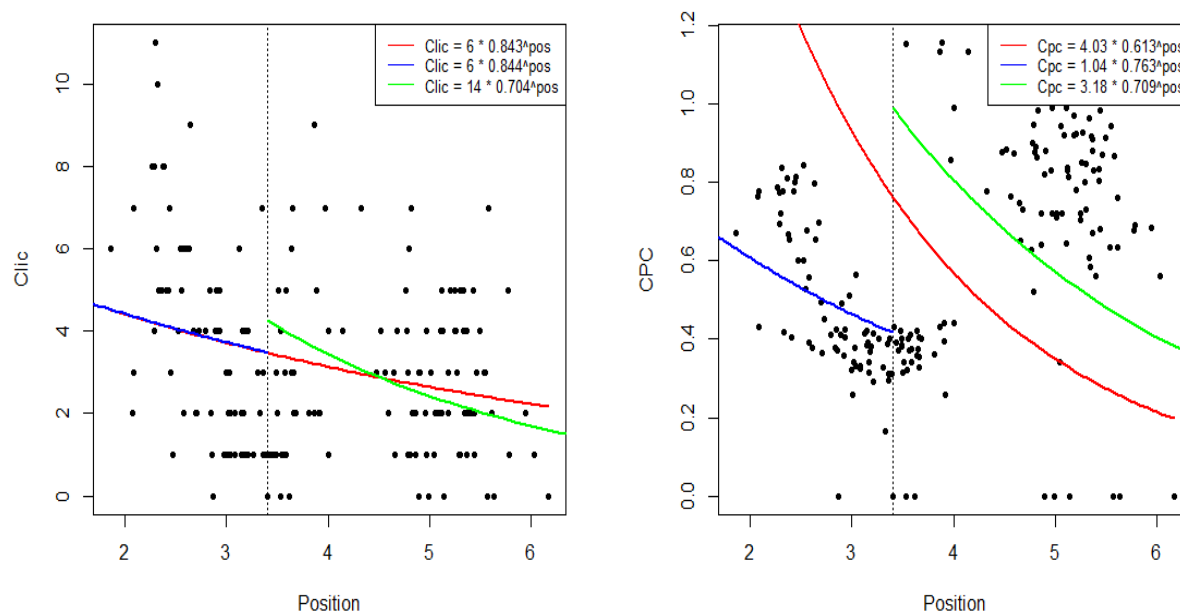 Clic = 6 * 0.843^pos
Clic = 6 * 0.844^pos
Clic = 14 * 0.704^pos
Clic
0
2
4
6
8
10
2 3 4 5 6
Position
Cpc = 4.03 * 0.613^pos
Cpc = 1.04 * 0.763^pos
Cpc = 3.18 * 0.709^pos
CPC
0.0
0.2
0.4
0.6
0.8
1.0
1.2
2 3 4 5 6
Position